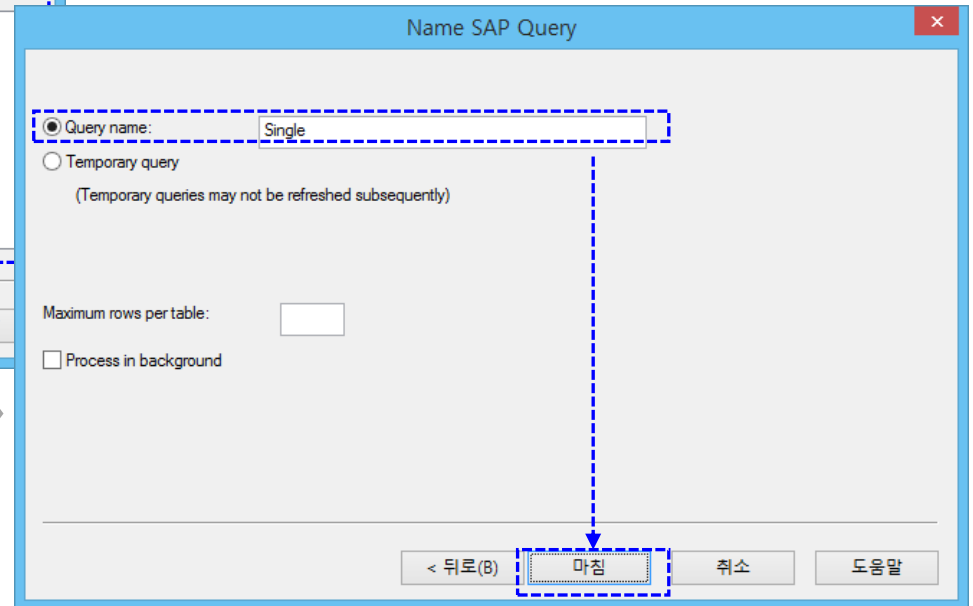 Name SAP Query
Query name: Single
Temporary query
(Temporary queries may not be refreshed subsequently)
Maximum rows per table:
Process in background
< 뒤로(B) 마침 취소 도움말